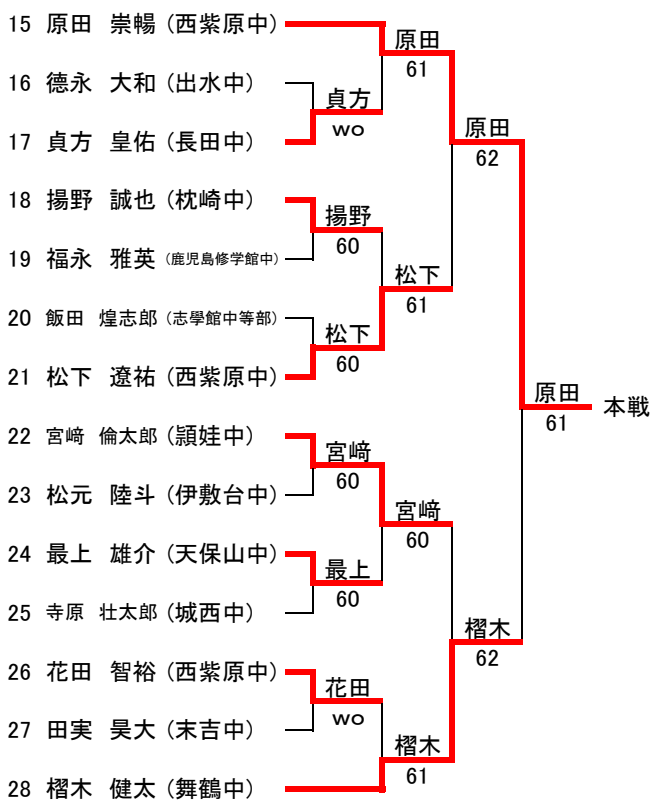 15 原田 崇暢 (西紫原中)
原田
61
16 德永 大和 (出水中)
貞方
wo
17 貞方 皇佑 (長田中)
原田
62
18 揚野 誠也 (枕崎中)
揚野
60
19 福永 雅英 (鹿児島修学館中)
松下
61
20 飯田 煌志郎 (志學館中等部)
松下
60
21 松下 遼祐 (西紫原中)
原田
61
本戦
22 宮﨑 倫太郎 (頴娃中)
宮﨑
60
23 松元 陸斗 (伊敷台中)
宮﨑
60
24 最上 雄介 (天保山中)
最上
60
25 寺原 壮太郎 (城西中)
榴木
62
26 花田 智裕 (西紫原中)
花田
wo
27 田実 昊大 (末吉中)
榴木
61
28 榴木 健太 (舞鶴中)